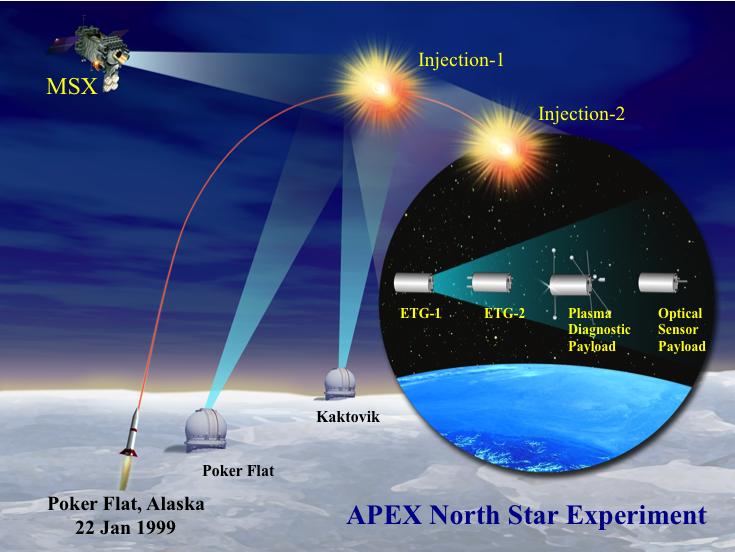 Injection-1
MSX
Injection-2
ETG-1
ETG-2
Plasma
Diagnostic
Payload
Optical
Sensor
Payload
Kaktovik
Poker Flat
Poker Flat, Alaska
22 Jan 1999
APEX North Star Experiment